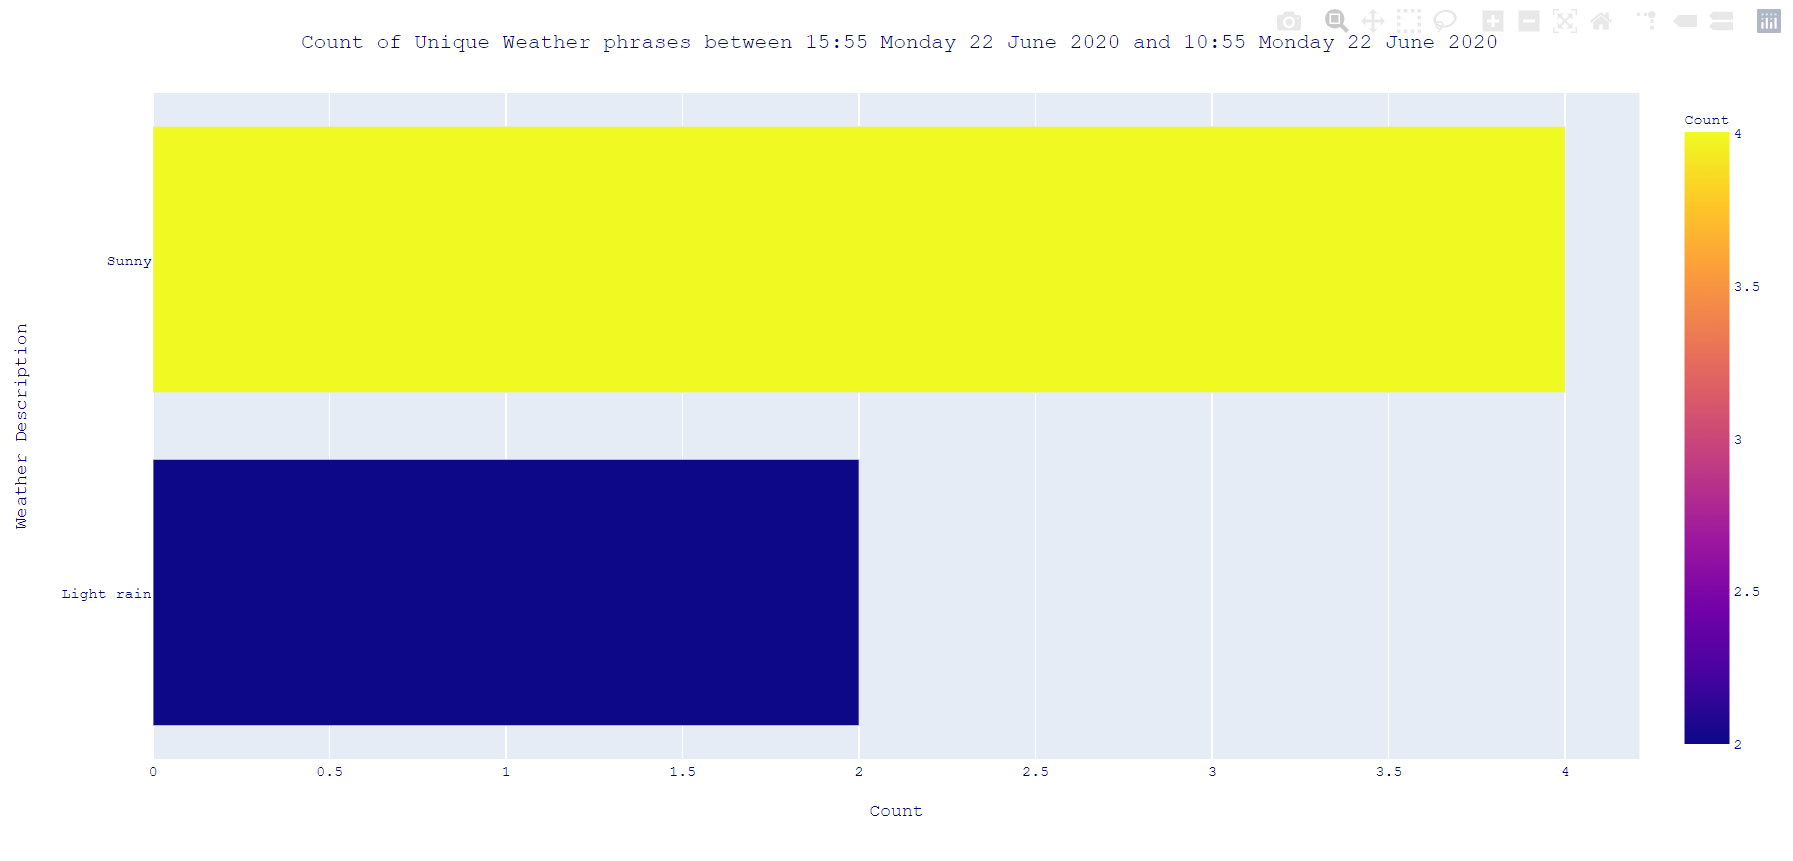 Count of Unique Weather phrases between 15:55 Monday 22 June 2020 and 10:55 Monday 22 June 2020
Count
4
3.5
3
2.5
2
Weather Description
Sunny
Light rain
0 0.5 1 1.5 2 2.5 3 3.5 4
Count